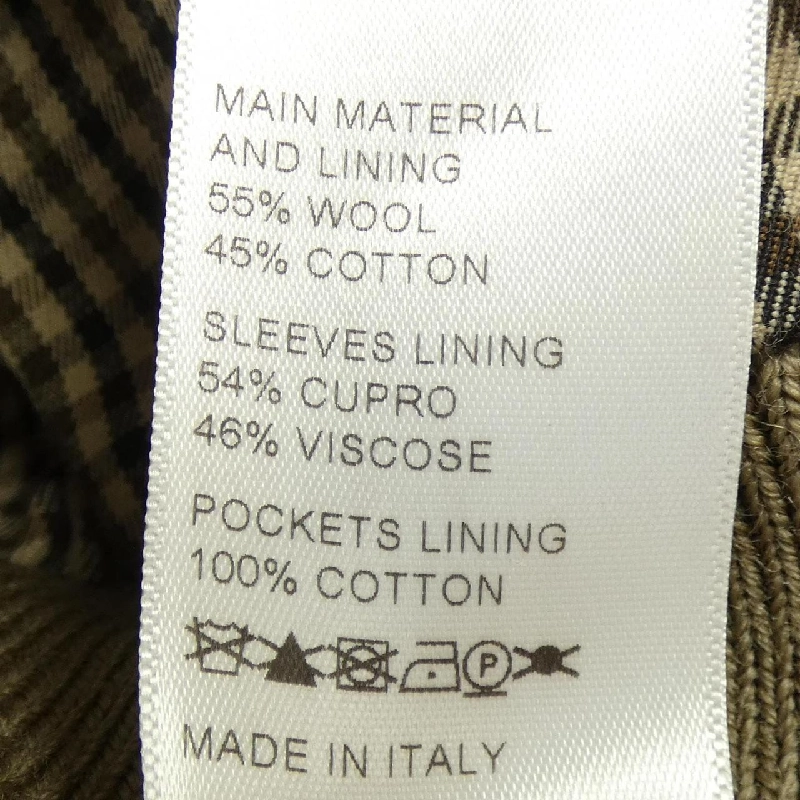 MAIN MATERIAL
AND LINING
55% WOOL
45% COTTON
SLEEVES LINING
54% CUPRO
46% VISCOSE
POCKETS LINING
100% COTTON
P
MADE IN ITALY